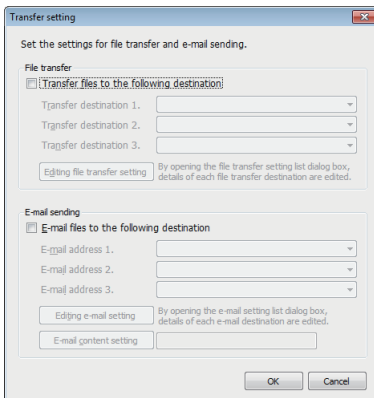 Transfer setting
Set the settings for file transfer and e-mail sending.
File transfer
Transfer files to the following destination
Transfer destination 1.
Transfer destination 2.
Transfer destination 3.
Editing file transfer setting
By opening the file transfer setting list dialog box,
details of each file transfer destination are edited.
E-mail sending
E-mail files to the following destination
E-mail address 1.
E-mail address 2.
E-mail address 3.
Editing e-mail setting
By opening the e-mail setting list dialog box,
details of each e-mail destination are edited.
E-mail content setting
OK Cancel